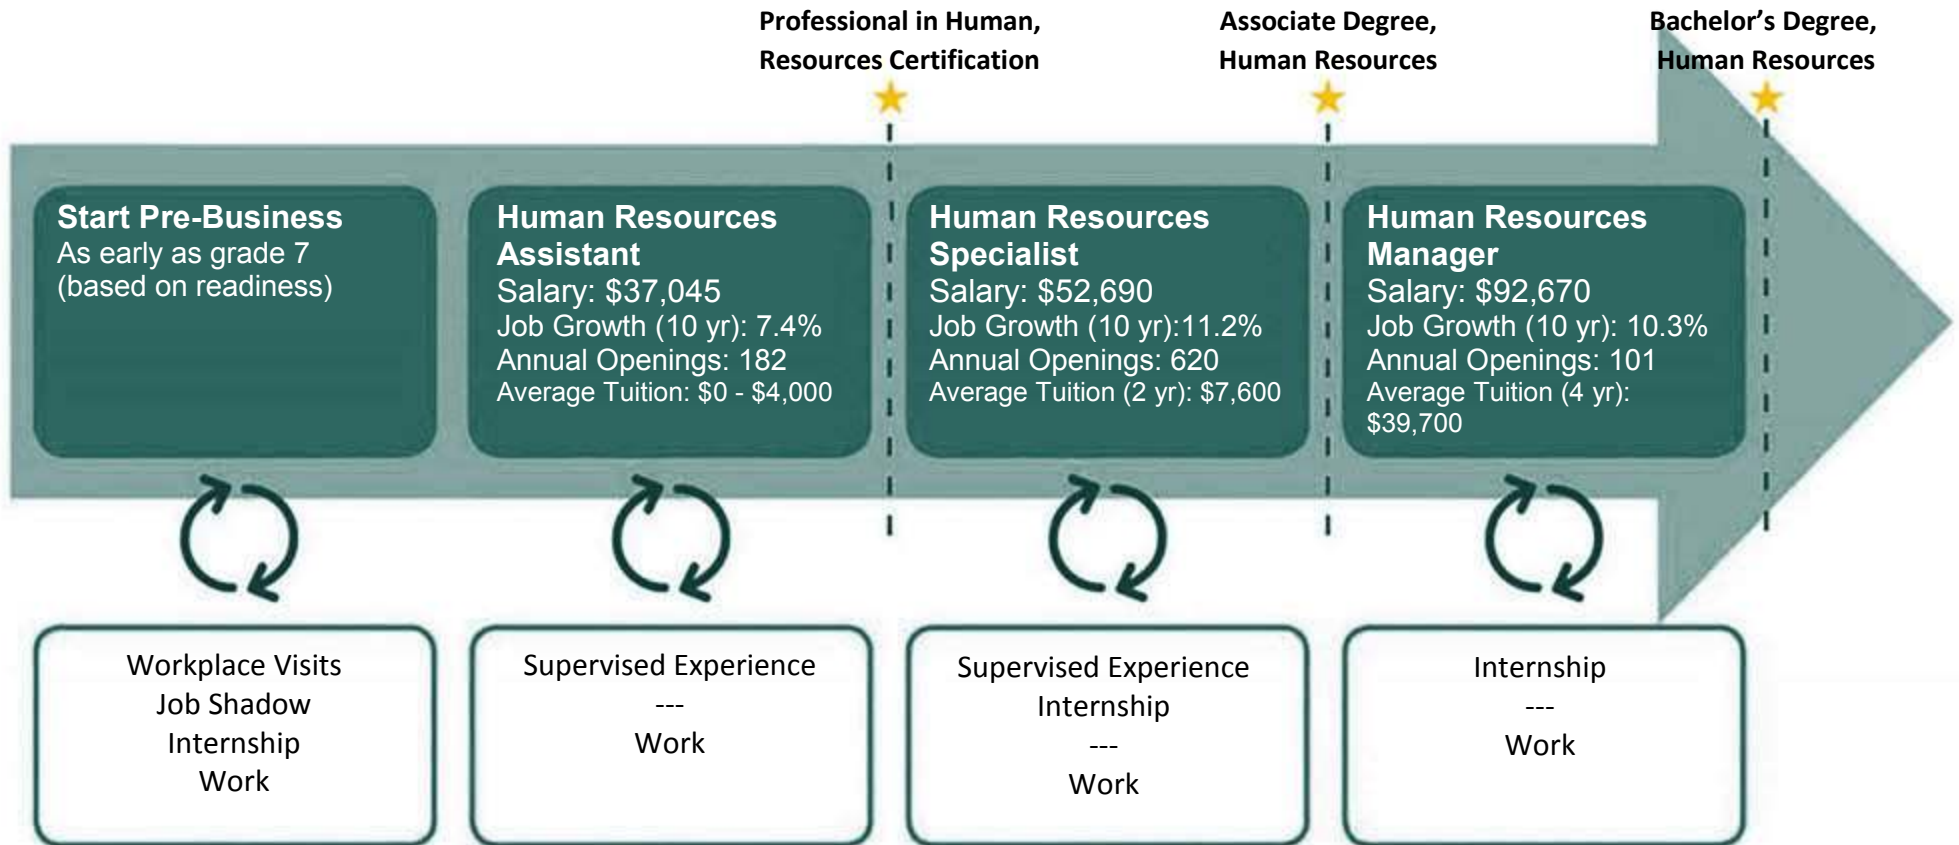 Professional in Human,
Resources Certification
Associate Degree,
Human Resources
Bachelor’s Degree,
Human Resources
Start Pre-Business
As early as grade 7
(based on readiness)
Human Resources
Assistant
Salary: $37,045
Job Growth (10 yr): 7.4%
Annual Openings: 182
Average Tuition: $0 - $4,000
Human Resources
Specialist
Salary: $52,690
Job Growth (10 yr):11.2%
Annual Openings: 620
Average Tuition (2 yr): $7,600
Human Resources
Manager
Salary: $92,670
Job Growth (10 yr): 10.3%
Annual Openings: 101
Average Tuition (4 yr):
$39,700
Workplace Visits
Job Shadow
Internship
Work
Supervised Experience
---
Work
Supervised Experience
Internship
---
Work
Internship
---
Work